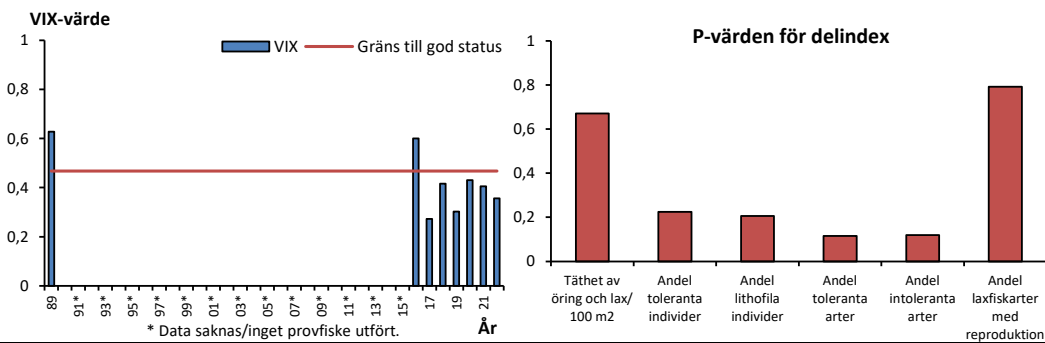 VIX-värde
1
0,8
0,6
0,4
0,2
0
VIX
Gräns till god status
89
91*
93*
95*
97*
99*
01*
03*
05*
07*
09*
11*
13*
15*
17
19
21
* Data saknas/inget provfiske utfört.
År
P-värden för delindex
1
0,8
0,6
0,4
0,2
0
Täthet av
öring och lax/
100 m2
Andel
toleranta
individer
Andel
lithofila
individer
Andel
toleranta
arter
Andel
intoleranta
arter
Andel
laxfiskarter
med
reproduktion